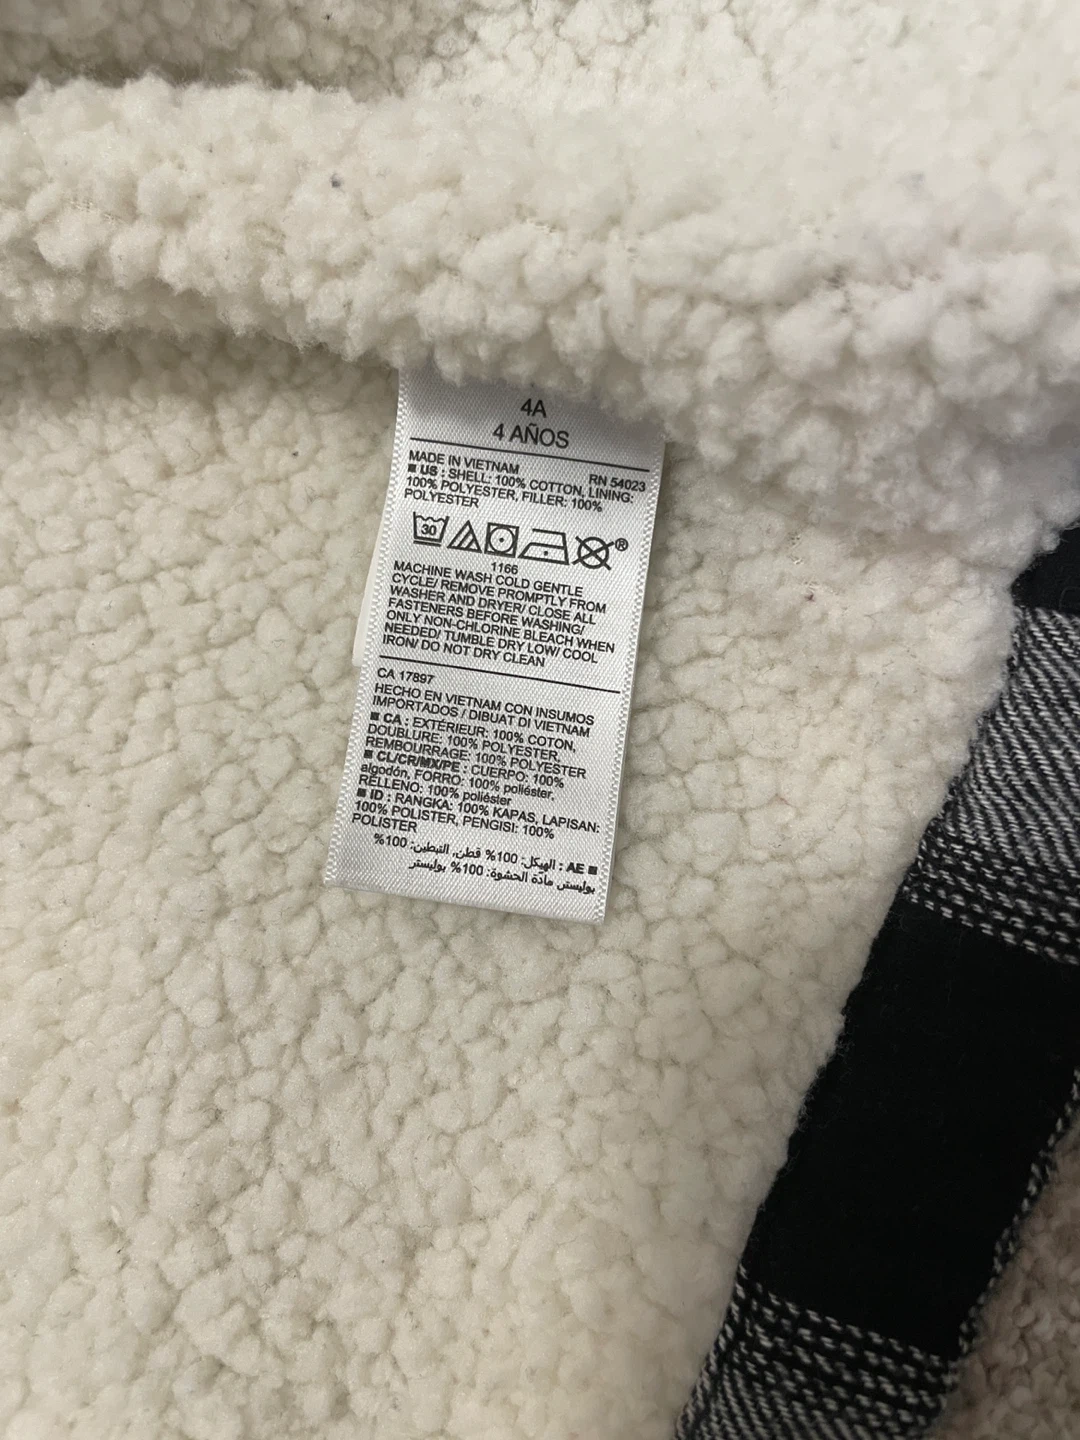 4A
4 AÑOS
MADE IN VIETNAM RN 54023
■ US : SHELL: 100% COTTON, LINING:
100% POLYESTER, FILLER: 100%
POLYESTER
30 ®
1166
MACHINE WASH COLD GENTLE
CYCLE/ REMOVE PROMPTLY FROM
WASHER AND DRYER/ CLOSE ALL
FASTENERS BEFORE WASHING/
ONLY NON-CHLORINE BLEACH WHEN
NEEDED/ TUMBLE DRY LOW/ COOL
IRON/ DO NOT DRY CLEAN
CA 17897
HECHO EN VIETNAM CON INSUMOS
IMPORTADOS / DIBUAT DI VIETNAM
■ CA : EXTÉRIEUR: 100% COTON,
DOUBLURE: 100% POLYESTER,
REMBOURRAGE: 100% POLYESTER
■ CL/CR/MX/PE : CUERPO: 100%
algodón, FORRO: 100% poliéster,
RELLENO: 100% poliéster
■ ID : RANGKA: 100% KAPAS, LAPISAN:
100% POLISTER, PENGISI: 100%
POLISTER
■ AE : الهيكل: 100% قطن, التبطين: 100%
بوليستر, مادّة الحشوة: 100% بوليستر